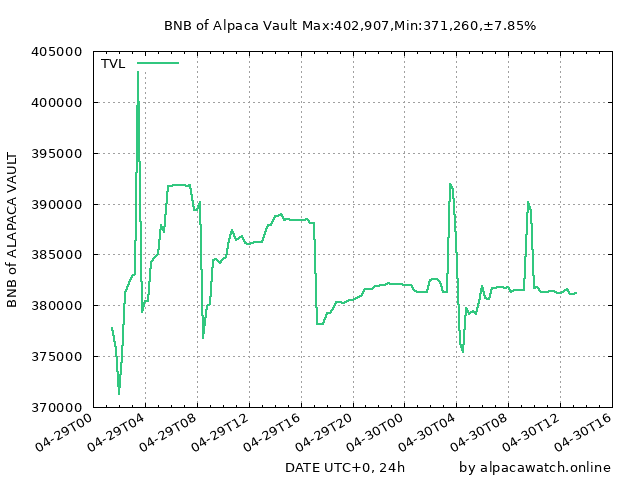 BNB of Alpaca Vault Max:402,907,Min:371,260,±7.85%
405000
400000
395000
390000
385000
380000
375000
370000
BNB of ALAPACA VAULT
TVL
04-29T00
04-29T04
04-29T08
04-29T12
04-29T16
04-29T20
04-30T00
04-30T04
04-30T08
04-30T12
04-30T16
DATE UTC+0, 24h
by alpacawatch.online